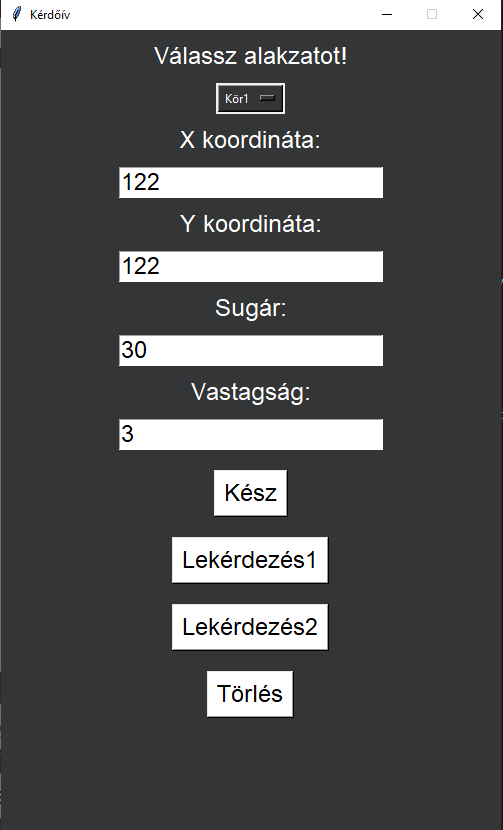 Kérdőív
Válassz alakzatot!
Kör1
X koordináta:
122
Y koordináta:
122
Sugár:
30
Vastagság:
3
Kész
Lekérdezés1
Lekérdezés2
Törlés